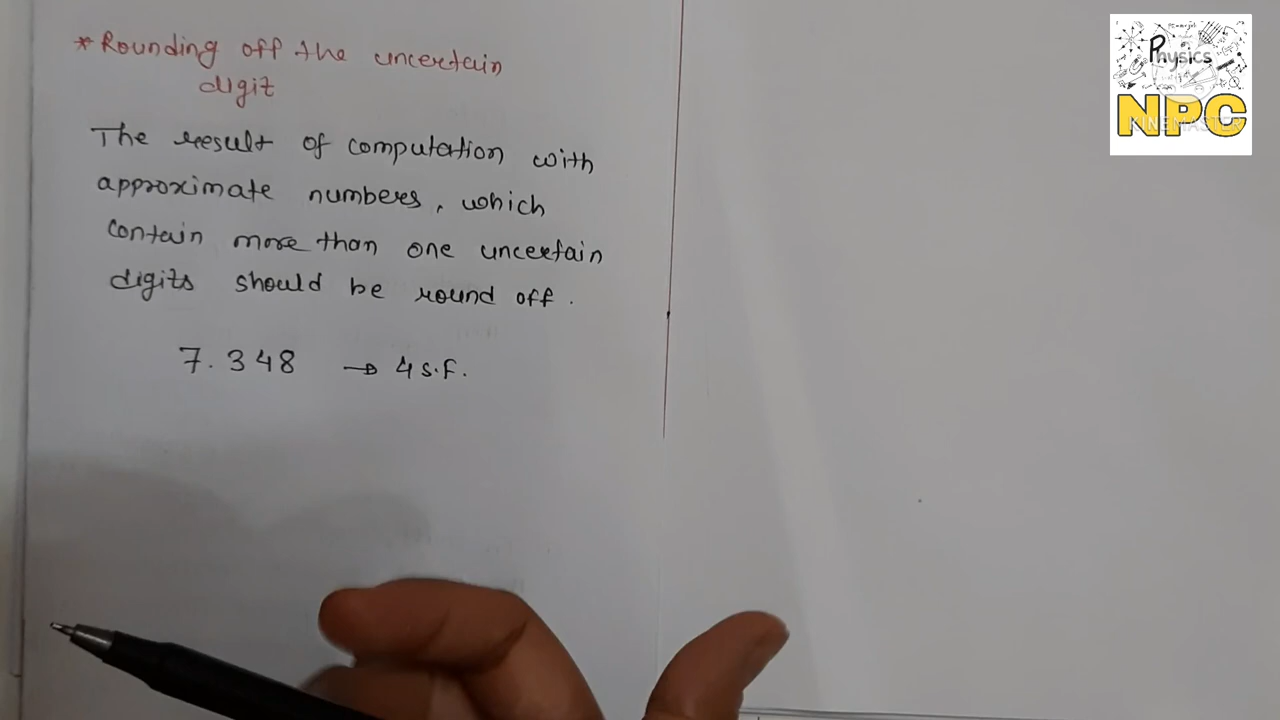 * Rounding off the uncertain
digit
The result of computation with
approximate numbers, which
contain more than one uncertain
digits should be round off.
7.348 → 4 s.f.
Physics
NPC
KINEMASTER